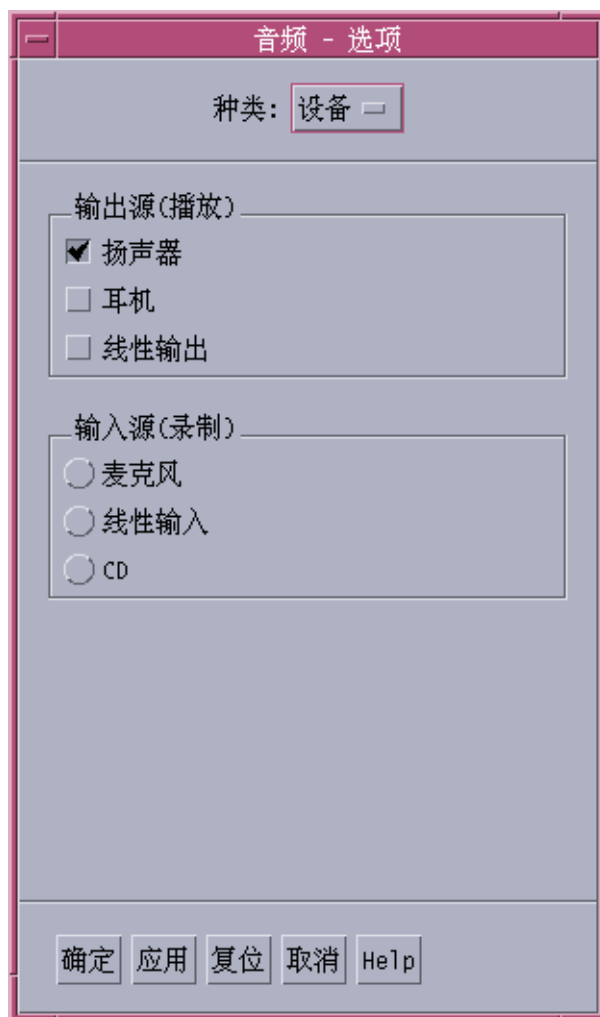 音频 - 选项
种类: 设备
输出源(播放)
扬声器
耳机
线性输出
输入源(录制)
麦克风
线性输入
CD
确定 应用 复位 取消 Help